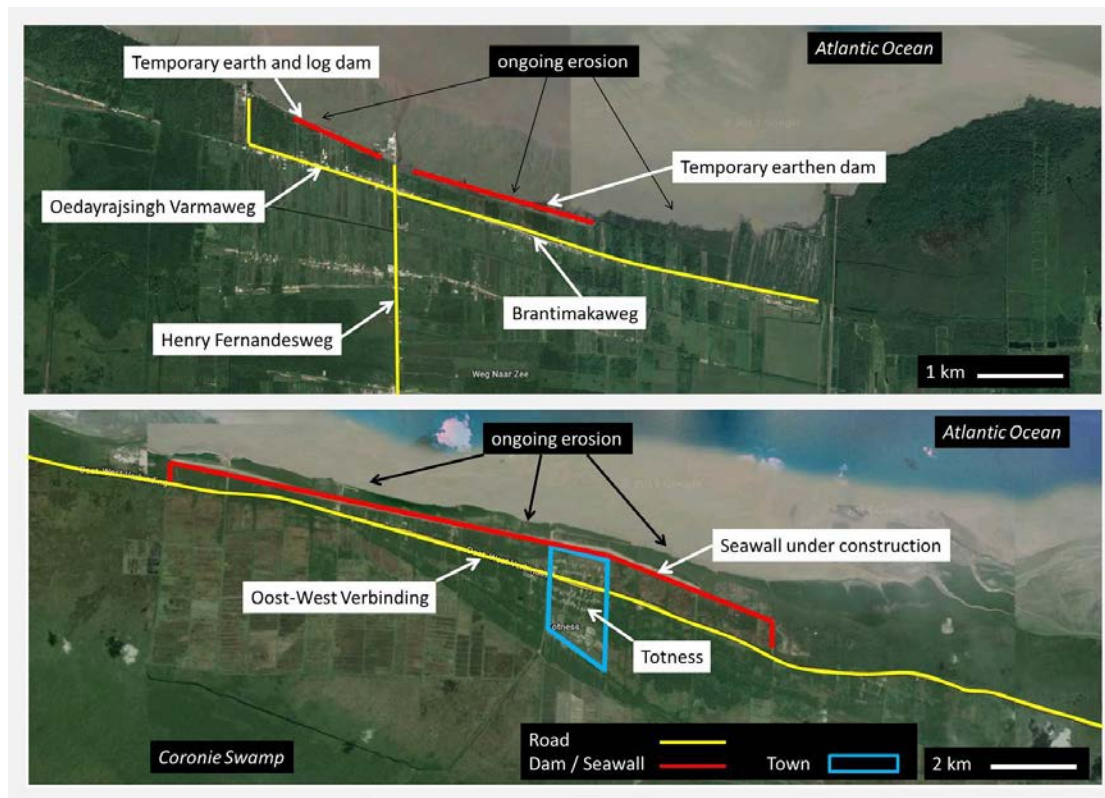 Atlantic Ocean
Temporary earth and log dam
ongoing erosion
Temporary earthen dam
Oedayrajsingh Varmaweg
Brantimakaweg
Henry Fernandesweg
Weg Naar Zee
1 km
Atlantic Ocean
ongoing erosion
Seawall under construction
Oost-West Verbinding
Totness
Coronie Swamp
Road
Dam / Seawall
Town
2 km